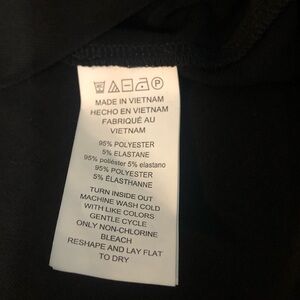 MADE IN VIETNAM
HECHO EN VIETNAM
FABRIQUÉ AU
VIETNAM
95% POLYESTER
5% ELASTANE
95% poliéster 5% elastano
95% POLYESTER
5% ÉLASTHANNE
TURN INSIDE OUT
MACHINE WASH COLD
WITH LIKE COLORS
GENTLE CYCLE
ONLY NON-CHLORINE
BLEACH
RESHAPE AND LAY FLAT
TO DRY